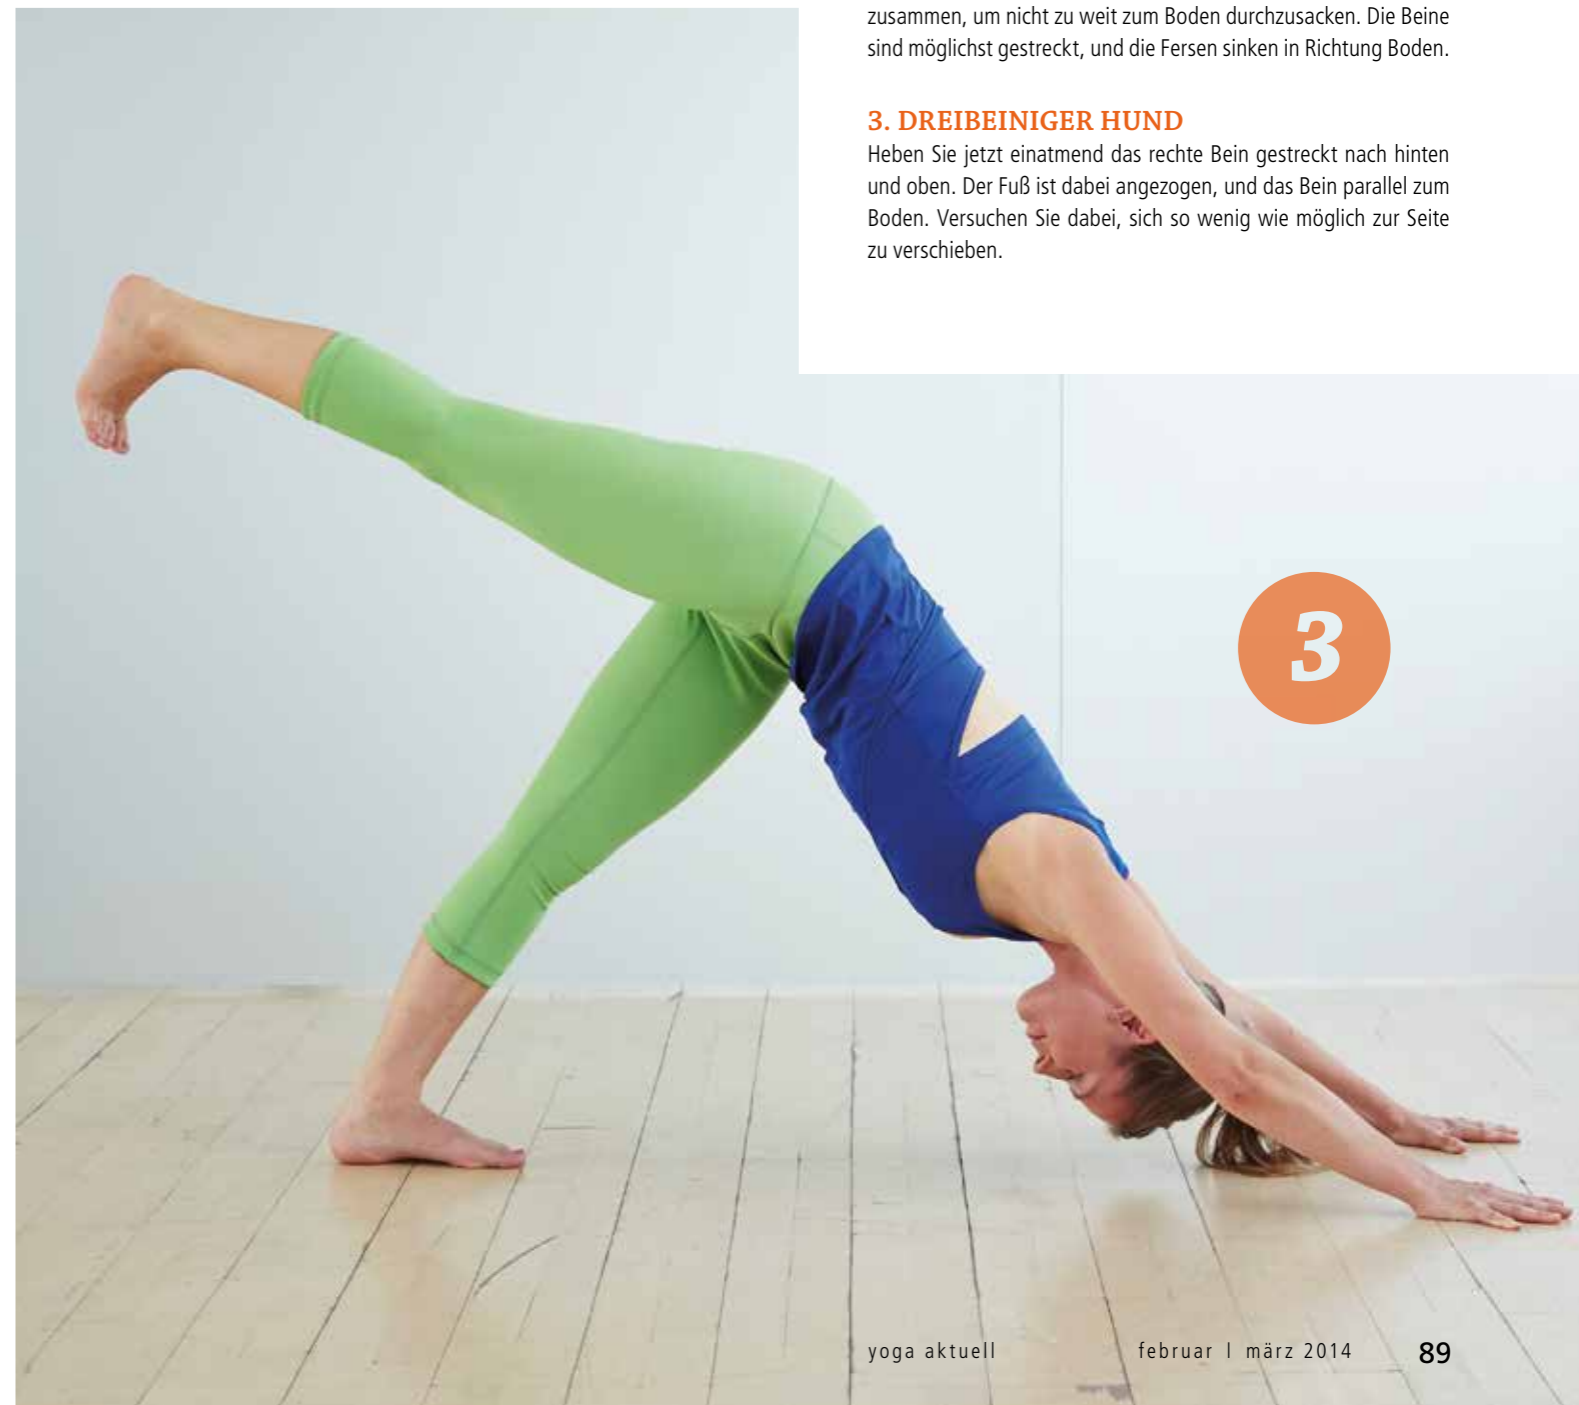 zusammen, um nicht zu weit zum Boden durchzusacken. Die Beine
sind möglichst gestreckt, und die Fersen sinken in Richtung Boden.
3. DREIBEINIGER HUND
Heben Sie jetzt einatmend das rechte Bein gestreckt nach hinten
und oben. Der Fuß ist dabei angezogen, und das Bein parallel zum
Boden. Versuchen Sie dabei, sich so wenig wie möglich zur Seite
zu verschieben.
3
yoga aktuell februar | märz 2014 89